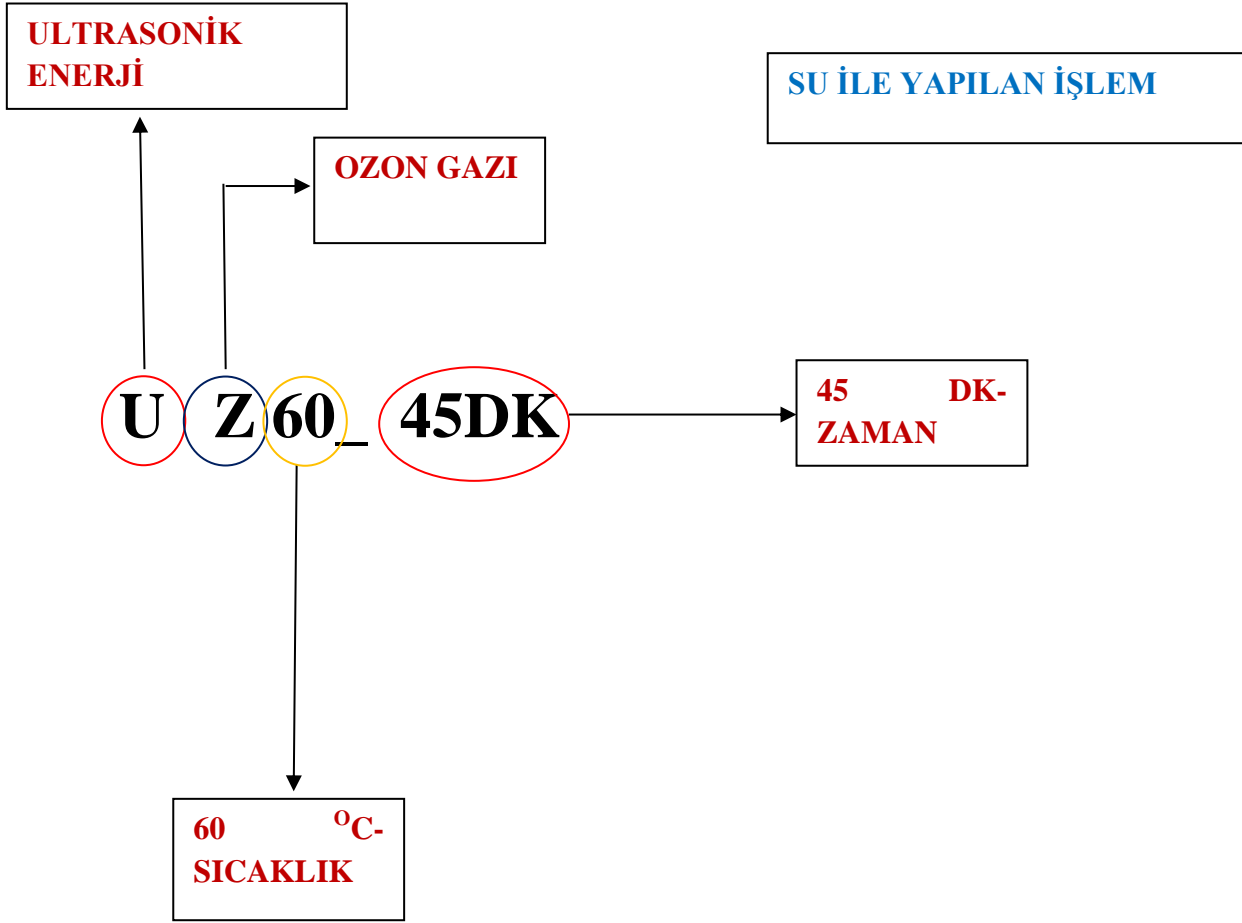 ULTRASONİK
ENERJİ
SU İLE YAPILAN İŞLEM
OZON GAZI
U Z 60_ 45DK
45 DK-
ZAMAN
60 ᴼC-
SICAKLIK